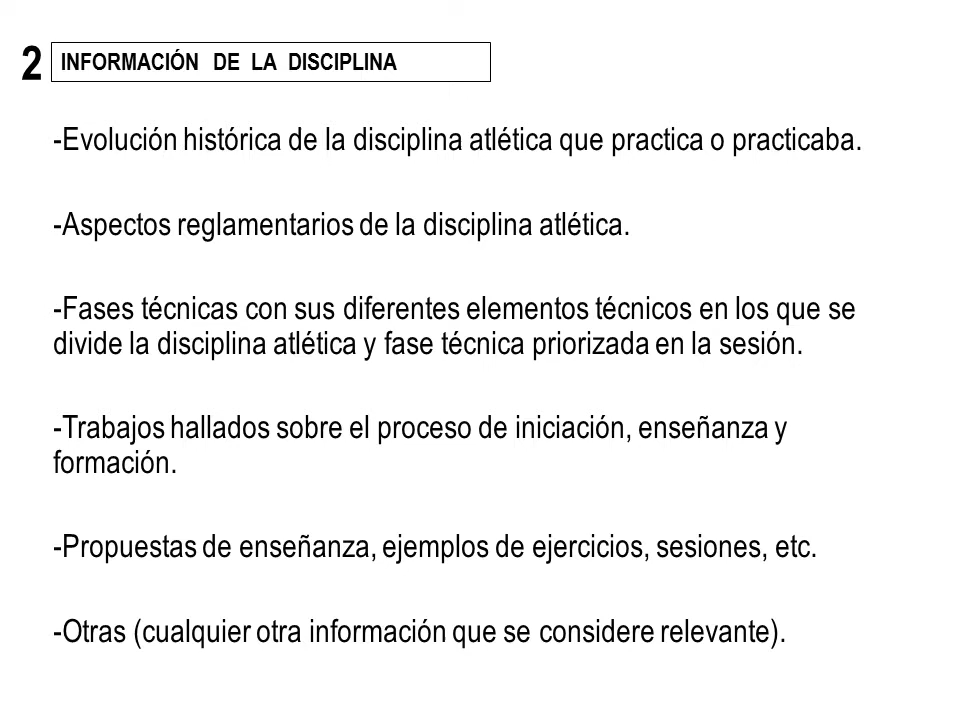 2 INFORMACIÓN DE LA DISCIPLINA
-Evolución histórica de la disciplina atlética que practica o practicaba.
-Aspectos reglamentarios de la disciplina atlética.
-Fases técnicas con sus diferentes elementos técnicos en los que se
divide la disciplina atlética y fase técnica priorizada en la sesión.
-Trabajos hallados sobre el proceso de iniciación, enseñanza y
formación.
-Propuestas de enseñanza, ejemplos de ejercicios, sesiones, etc.
-Otras (cualquier otra información que se considere relevante).